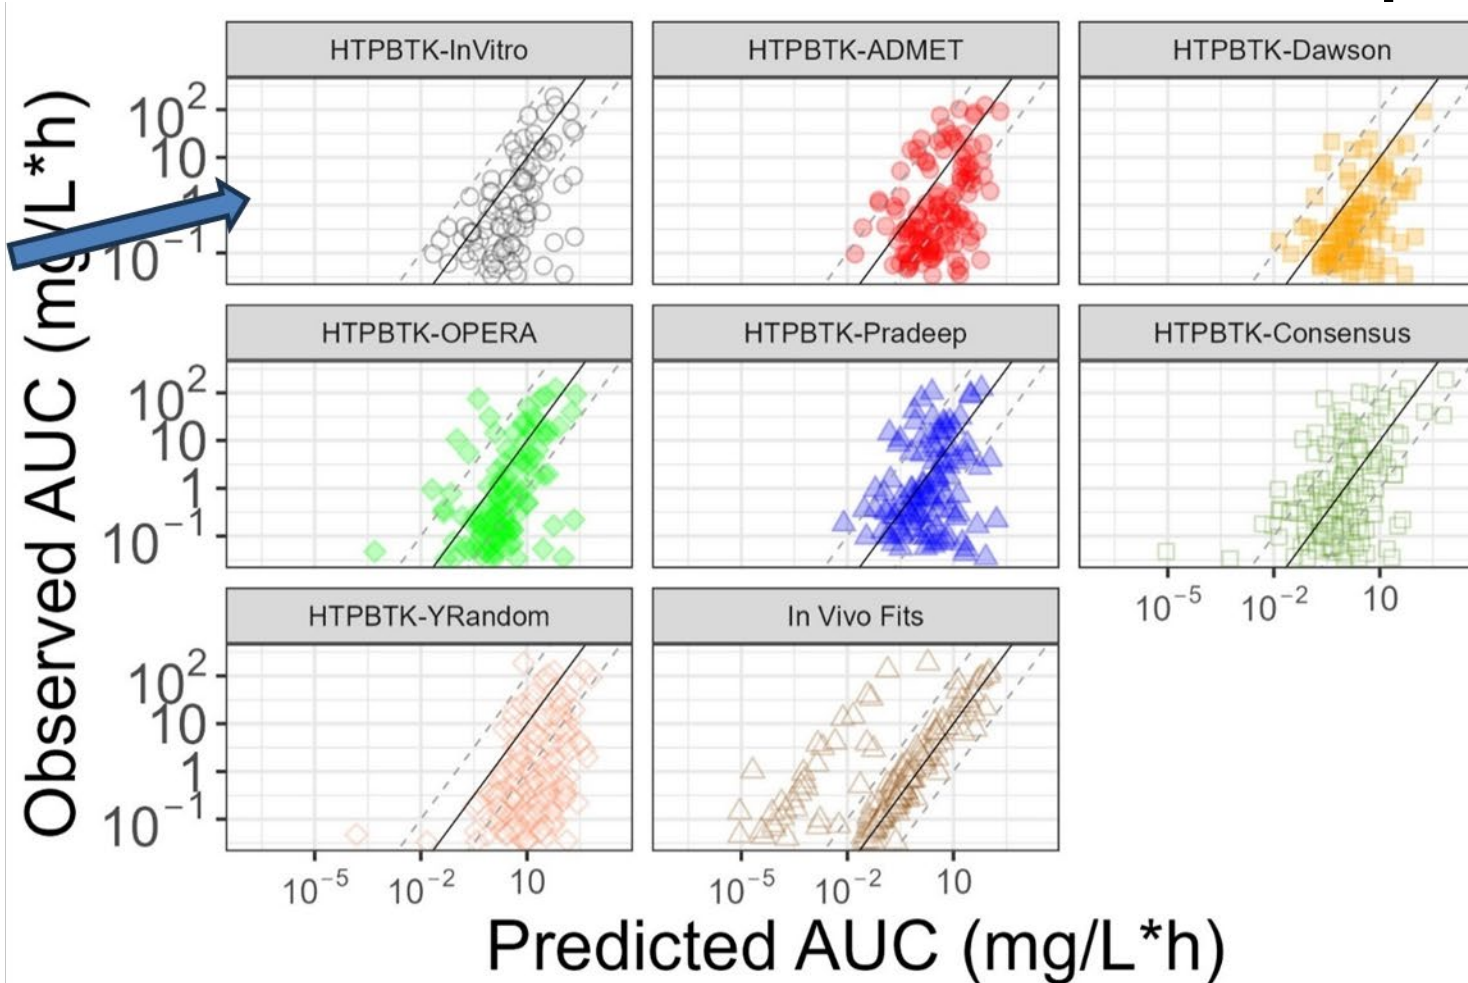 Observed AUC (mg/L*h)
HTPBTK-InVitro
HTPBTK-ADMET
HTPBTK-Dawson
10²
10
1
10⁻¹
HTPBTK-OPERA
HTPBTK-Pradeep
HTPBTK-Consensus
10²
10
1
10⁻¹
10⁻⁵ 10⁻² 10
HTPBTK-YRandom
In Vivo Fits
10²
10
1
10⁻¹
10⁻⁵ 10⁻² 10
10⁻⁵ 10⁻² 10
Predicted AUC (mg/L*h)